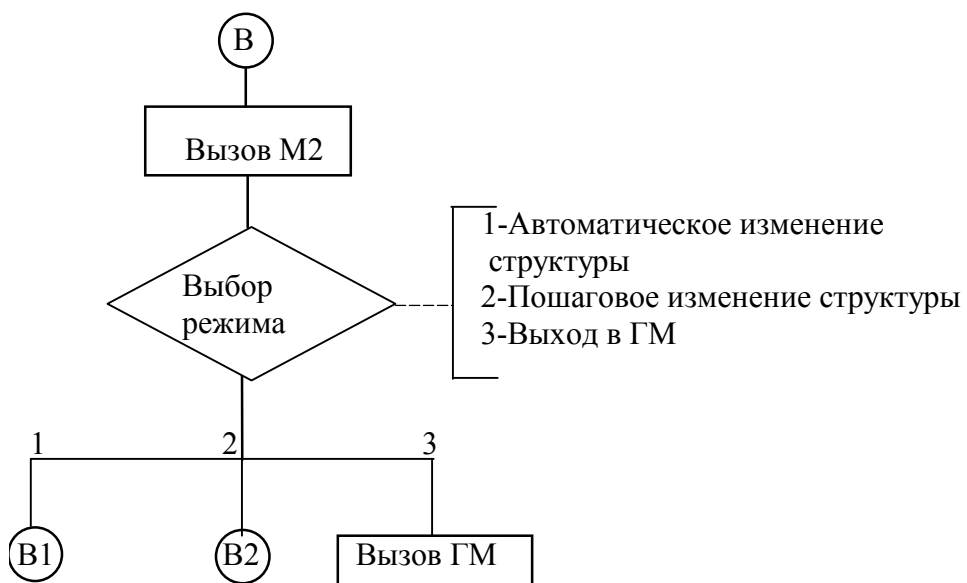 В
Вызов М2
1-Автоматическое изменение
структуры
2-Пошаговое изменение структуры
3-Выход в ГМ
Выбор
режима
1
2
3
В1
В2
Вызов ГМ